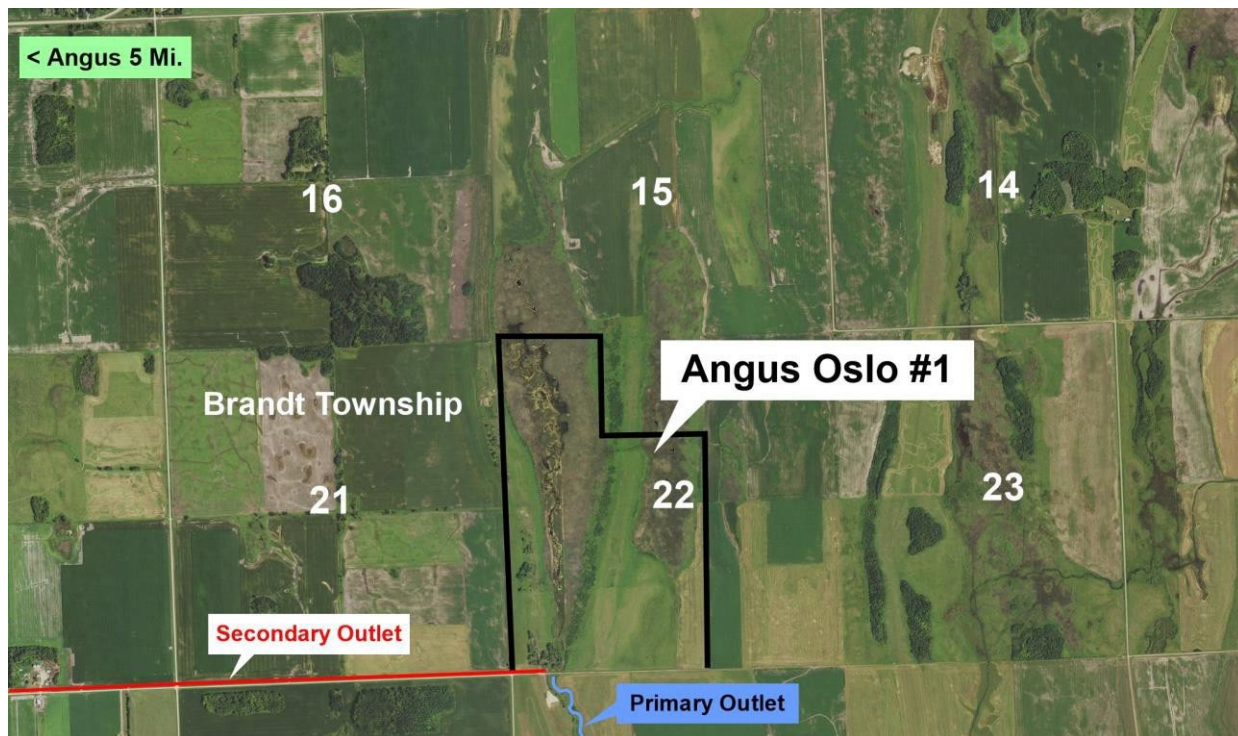 < Angus 5 Mi.
16
15
14
Angus Oslo #1
Brandt Township
21
22
23
Secondary Outlet
Primary Outlet